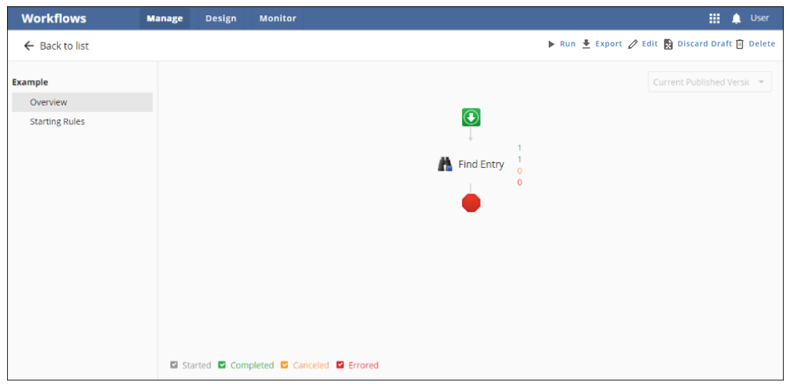 Workflows Manage Design Monitor User
Back to list Run Export Edit Discard Draft Delete
Example
Overview
Starting Rules
Current Published Versic
Find Entry
1
1
0
0
Started Completed Canceled Errored